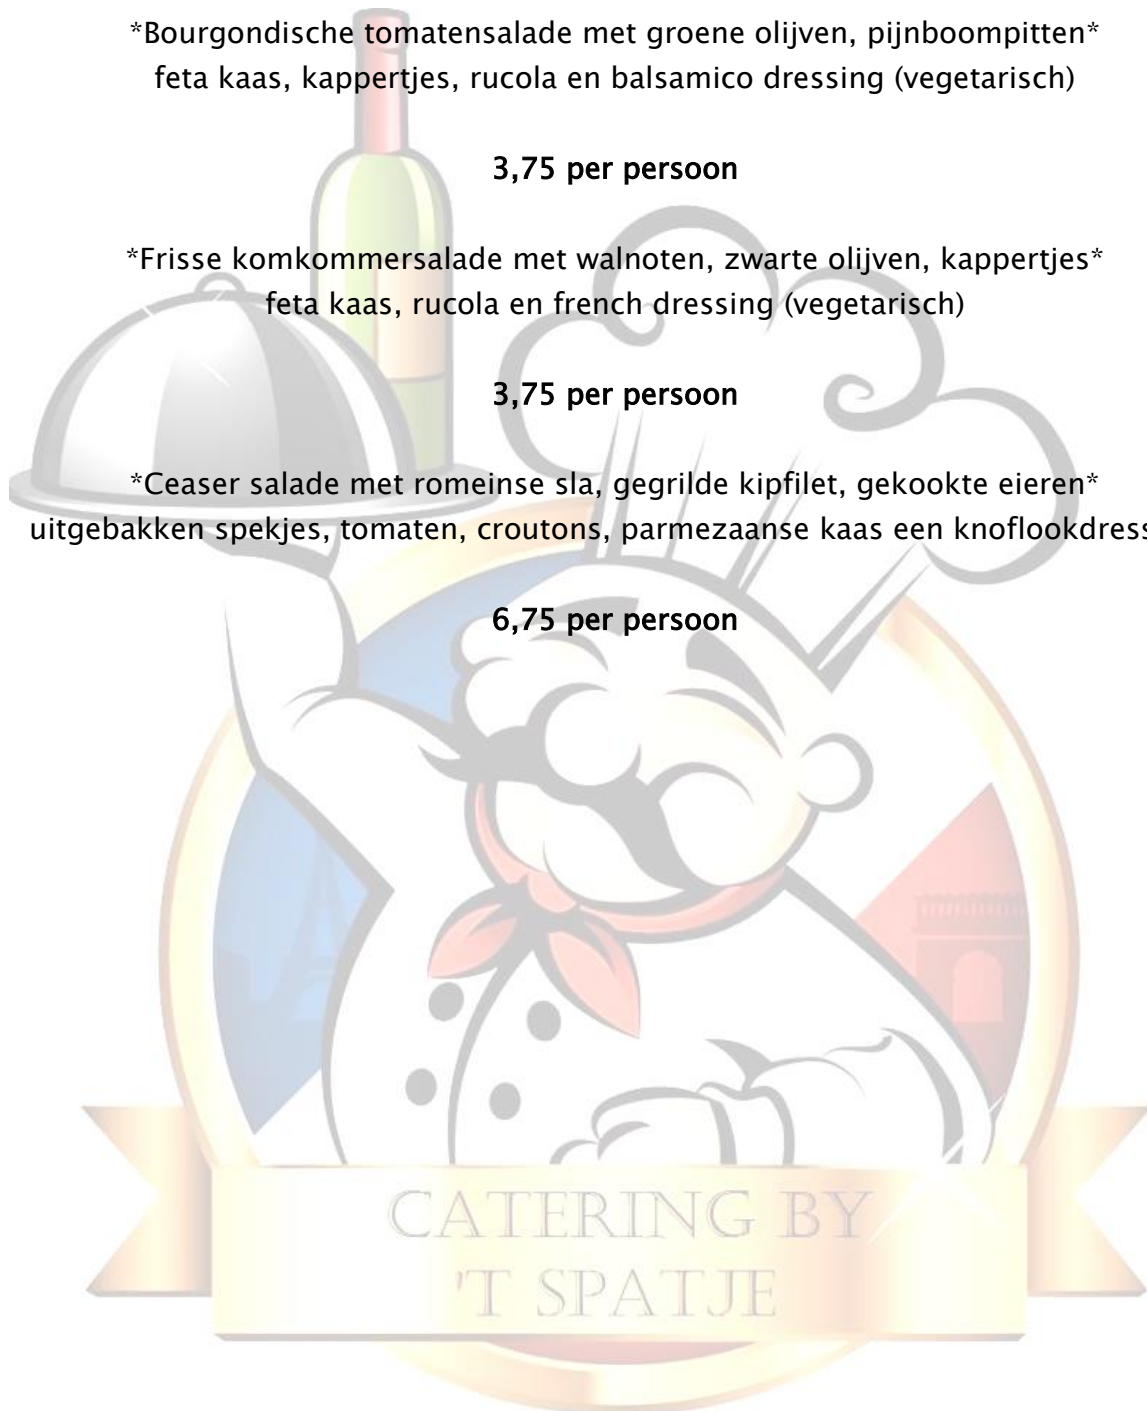 *Bourgondische tomatensalade met groene olijven, pijnboompitten*
feta kaas, kappertjes, rucola en balsamico dressing (vegetarisch)
3,75 per persoon
*Frisse komkommersalade met walnoten, zwarte olijven, kappertjes*
feta kaas, rucola en french dressing (vegetarisch)
3,75 per persoon
*Ceaser salade met romeinse sla, gegrilde kipfilet, gekookte eieren*
uitgebakken spekjes, tomaten, croutons, parmezaanse kaas een knoflookdress
6,75 per persoon
CATERING BY
'T SPATJE